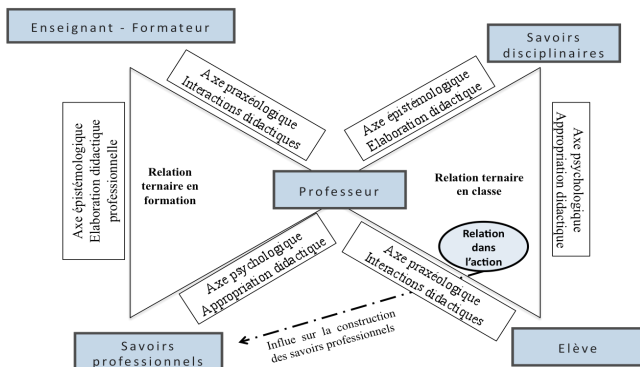 Enseignant - Formateur
Savoirs
disciplinaires
Axe praxéologique
Interactions didactiques
Axe épistémologique
Elaboration didactique
Axe épistémologique
Elaboration didactique
professionnelle
Relation
ternaire en
formation
Professeur
Relation ternaire
en classe
Axe psychologique
Appropriation didactique
Relation
dans
l'action
Axe psychologique
Appropriation didactique
Axe praxéologique
Interactions didactiques
Influe sur la construction
des savoirs professionnels
Savoirs
professionnels
Elève